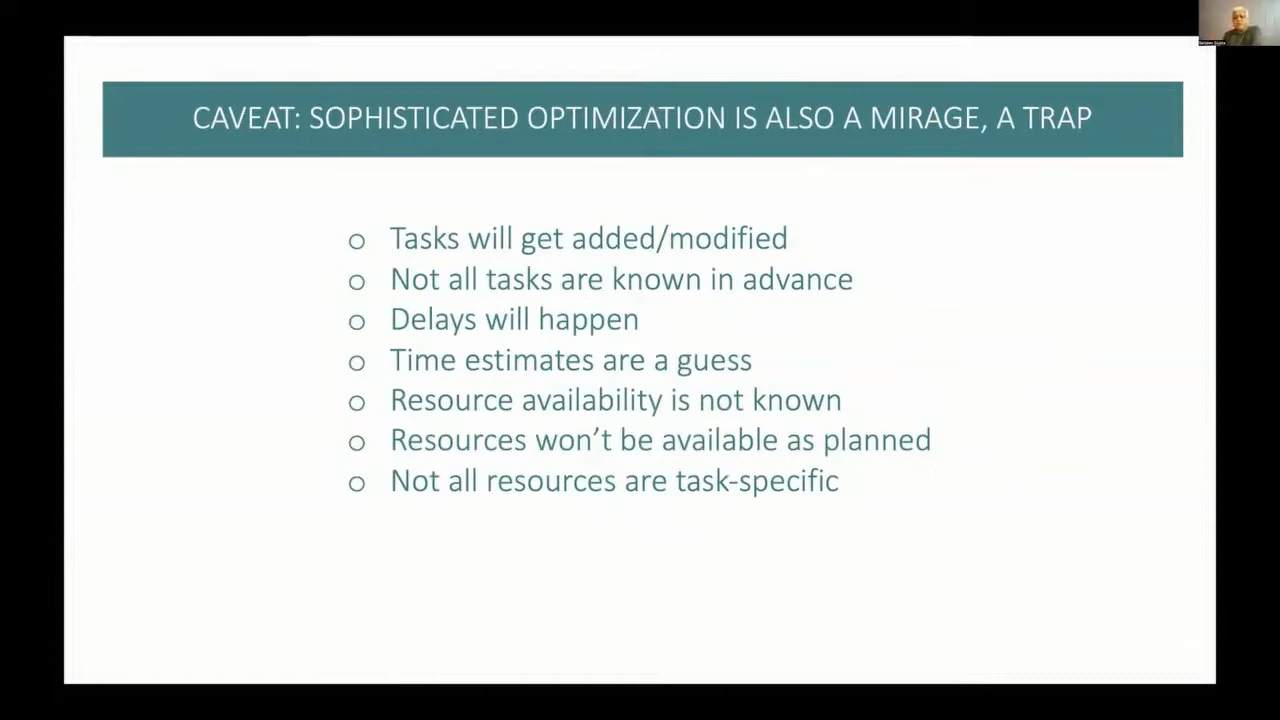 CAVEAT: SOPHISTICATED OPTIMIZATION IS ALSO A MIRAGE, A TRAP
o Tasks will get added/modified
o Not all tasks are known in advance
o Delays will happen
o Time estimates are a guess
o Resource availability is not known
o Resources won’t be available as planned
o Not all resources are task-specific